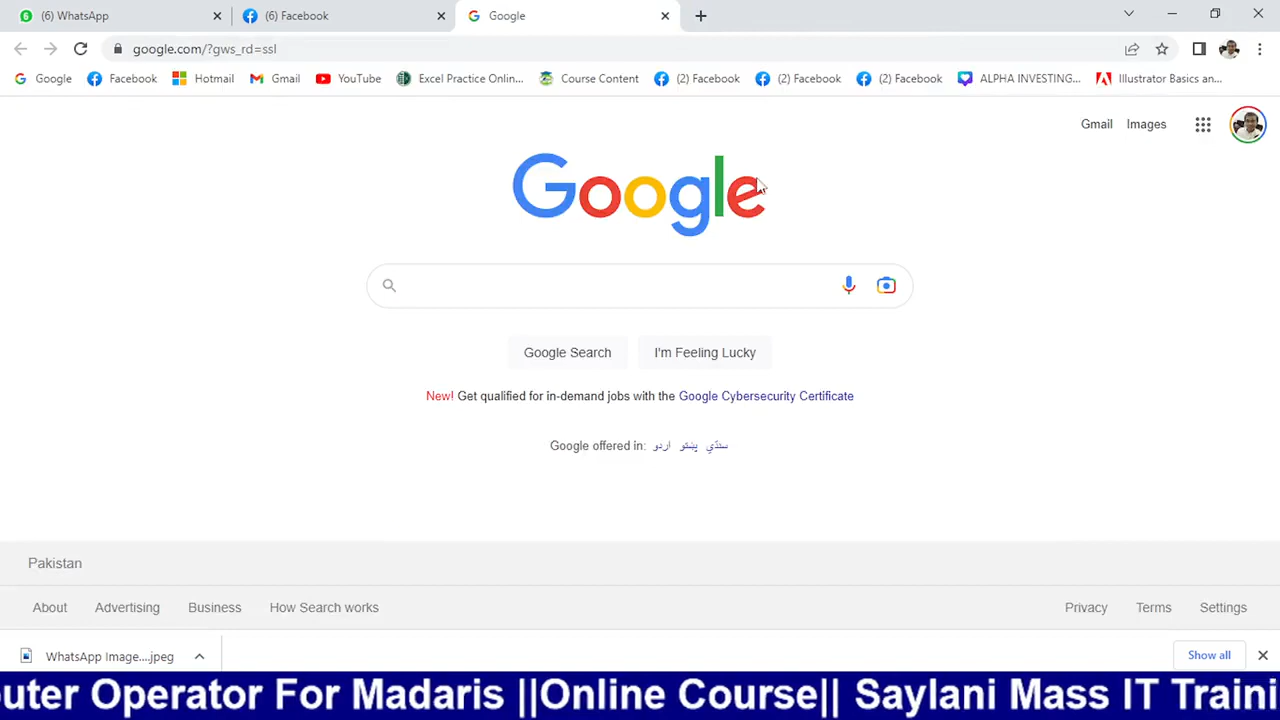 (6) WhatsApp
(6) Facebook
Google
google.com/?gws_rd=ssl
Google Facebook Hotmail Gmail YouTube Excel Practice Onlin... Course Content (2) Facebook (2) Facebook (2) Facebook ALPHA INVESTING... Illustrator Basics an...
Gmail Images
Google
Google Search I'm Feeling Lucky
New! Get qualified for in-demand jobs with the Google Cybersecurity Certificate
Google offered in: اردو پښتو سنڌي
Pakistan
About Advertising Business How Search works Privacy Terms Settings
WhatsApp Image....jpeg Show all
outer Operator For Madaris ||Online Course|| Saylani Mass IT Traini